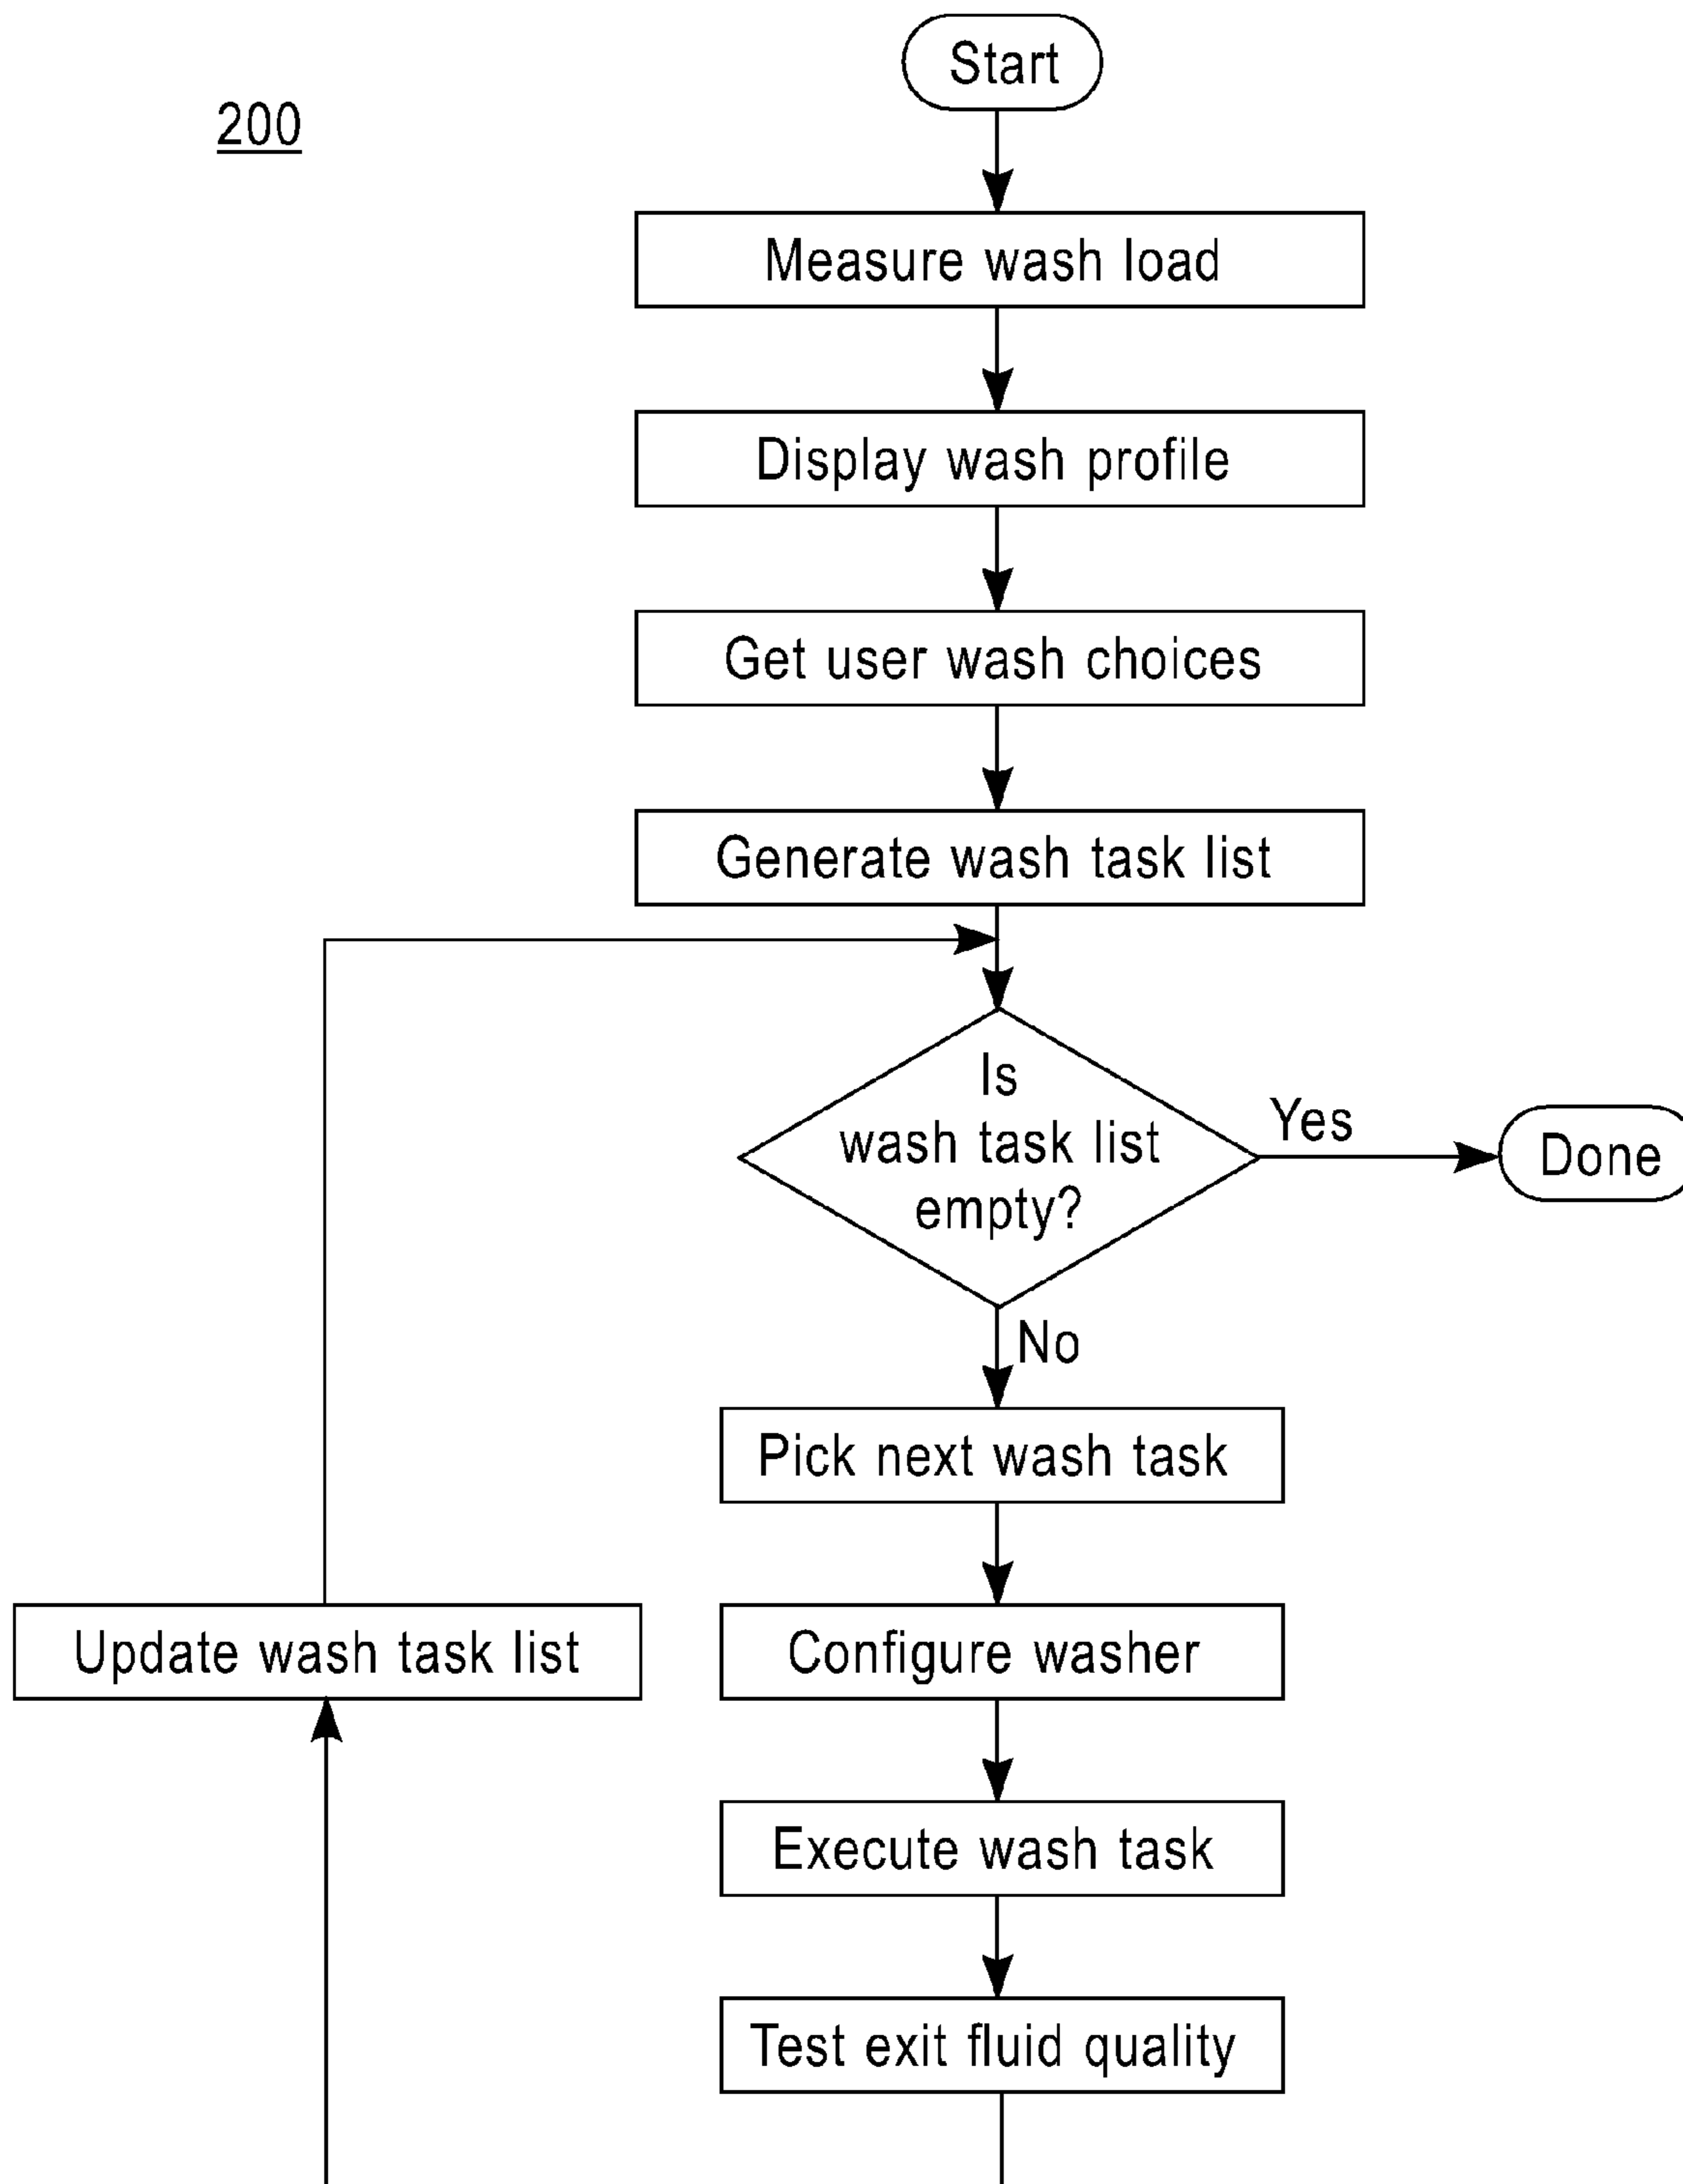 200
Start
Measure wash load
Display wash profile
Get user wash choices
Generate wash task list
Is
wash task list
empty?
Yes
Done
No
Pick next wash task
Update wash task list
Configure washer
Execute wash task
Test exit fluid quality